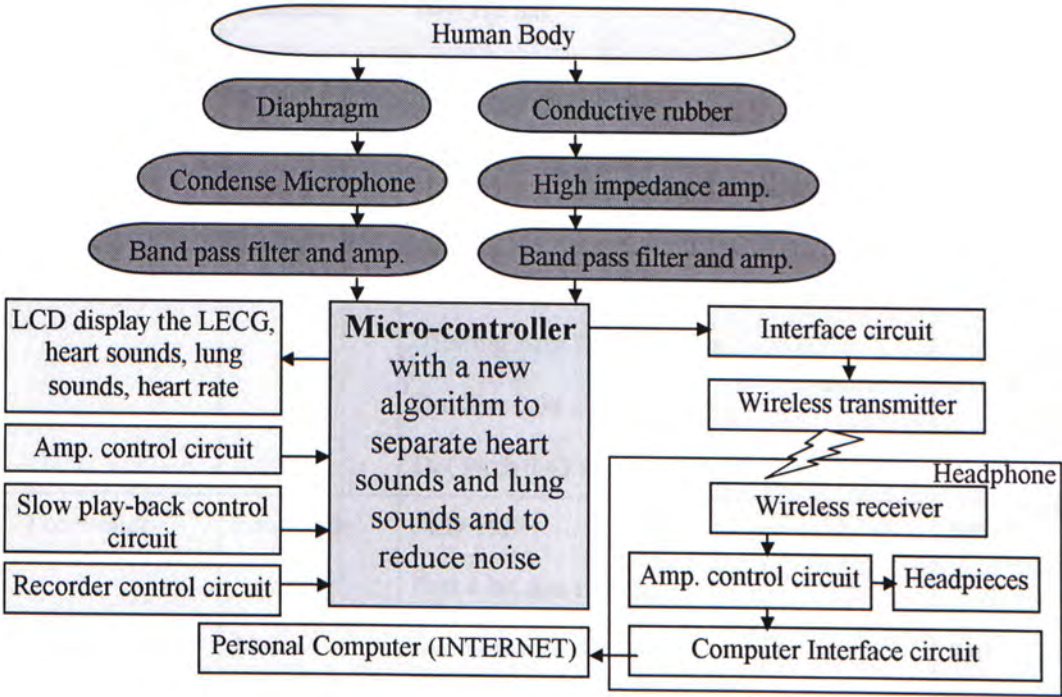 Human Body
Diaphragm
Conductive rubber
Condense Microphone
High impedance amp.
Band pass filter and amp.
Band pass filter and amp.
LCD display the LECG,
heart sounds, lung
sounds, heart rate
Amp. control circuit
Slow play-back control
circuit
Recorder control circuit
Micro-controller
with a new
algorithm to
separate heart
sounds and lung
sounds and to
reduce noise
Interface circuit
Wireless transmitter
Headphone
Wireless receiver
Amp. control circuit
Headpieces
Computer Interface circuit
Personal Computer (INTERNET)